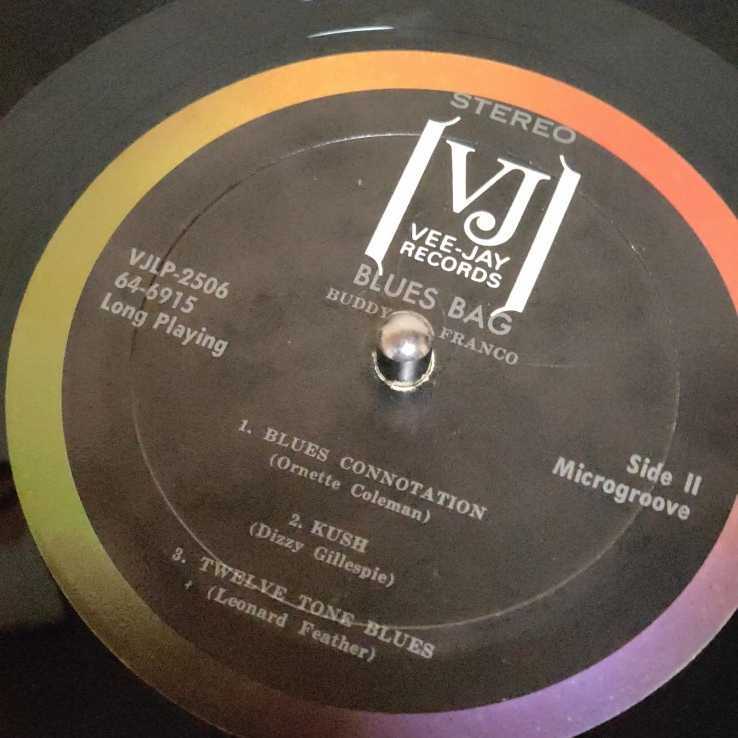 STEREO
VJ
VEE-JAY
RECORDS
BLUES BAG
BUDDY FRANCO
VJLP-2506
64-6915
Long Playing
Side II
Microgroove
1. BLUES CONNOTATION
(Ornette Coleman)
2. KUSH
(Dizzy Gillespie)
3. TWELVE TONE BLUES
(Leonard Feather)